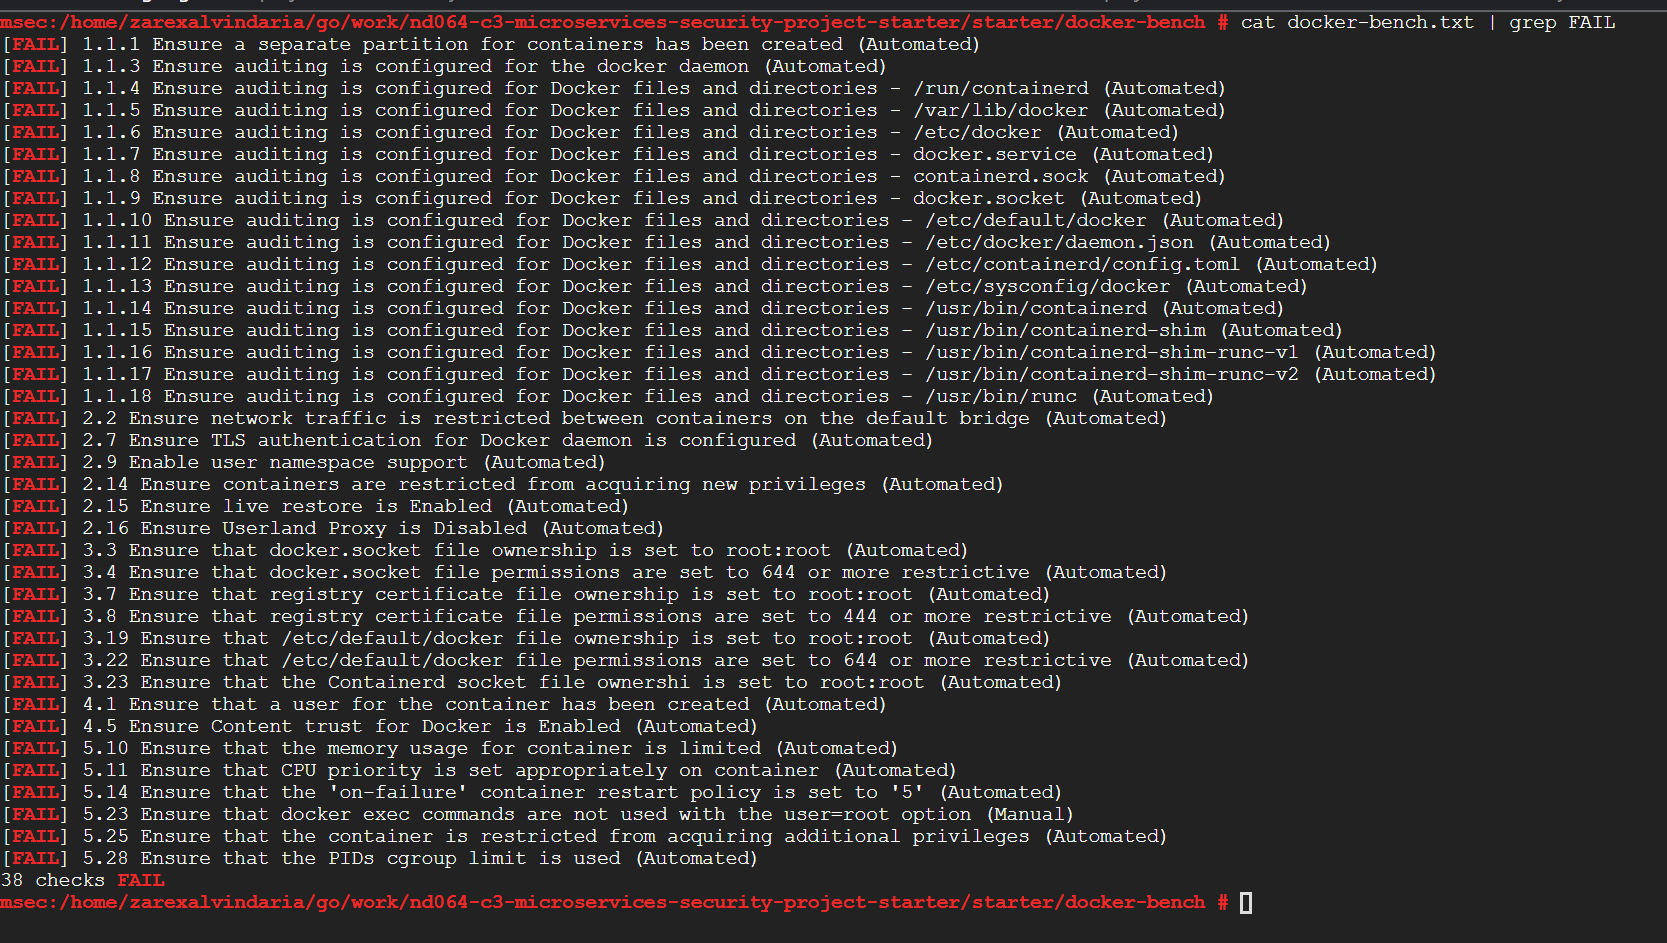 msec:/home/zarexalvindaria/go/work/nd064-c3-microservices-security-project-starter/starter/docker-bench # cat docker-bench.txt | grep FAIL
[FAIL] 1.1.1 Ensure a separate partition for containers has been created (Automated)
[FAIL] 1.1.3 Ensure auditing is configured for the docker daemon (Automated)
[FAIL] 1.1.4 Ensure auditing is configured for Docker files and directories - /run/containerd (Automated)
[FAIL] 1.1.5 Ensure auditing is configured for Docker files and directories - /var/lib/docker (Automated)
[FAIL] 1.1.6 Ensure auditing is configured for Docker files and directories - /etc/docker (Automated)
[FAIL] 1.1.7 Ensure auditing is configured for Docker files and directories - docker.service (Automated)
[FAIL] 1.1.8 Ensure auditing is configured for Docker files and directories - containerd.sock (Automated)
[FAIL] 1.1.9 Ensure auditing is configured for Docker files and directories - docker.socket (Automated)
[FAIL] 1.1.10 Ensure auditing is configured for Docker files and directories - /etc/default/docker (Automated)
[FAIL] 1.1.11 Ensure auditing is configured for Docker files and directories - /etc/docker/daemon.json (Automated)
[FAIL] 1.1.12 Ensure auditing is configured for Docker files and directories - /etc/containerd/config.toml (Automated)
[FAIL] 1.1.13 Ensure auditing is configured for Docker files and directories - /etc/sysconfig/docker (Automated)
[FAIL] 1.1.14 Ensure auditing is configured for Docker files and directories - /usr/bin/containerd (Automated)
[FAIL] 1.1.15 Ensure auditing is configured for Docker files and directories - /usr/bin/containerd-shim (Automated)
[FAIL] 1.1.16 Ensure auditing is configured for Docker files and directories - /usr/bin/containerd-shim-runc-v1 (Automated)
[FAIL] 1.1.17 Ensure auditing is configured for Docker files and directories - /usr/bin/containerd-shim-runc-v2 (Automated)
[FAIL] 1.1.18 Ensure auditing is configured for Docker files and directories - /usr/bin/runc (Automated)
[FAIL] 2.2 Ensure network traffic is restricted between containers on the default bridge (Automated)
[FAIL] 2.7 Ensure TLS authentication for Docker daemon is configured (Automated)
[FAIL] 2.9 Enable user namespace support (Automated)
[FAIL] 2.14 Ensure containers are restricted from acquiring new privileges (Automated)
[FAIL] 2.15 Ensure live restore is Enabled (Automated)
[FAIL] 2.16 Ensure Userland Proxy is Disabled (Automated)
[FAIL] 3.3 Ensure that docker.socket file ownership is set to root:root (Automated)
[FAIL] 3.4 Ensure that docker.socket file permissions are set to 644 or more restrictive (Automated)
[FAIL] 3.7 Ensure that registry certificate file ownership is set to root:root (Automated)
[FAIL] 3.8 Ensure that registry certificate file permissions are set to 444 or more restrictive (Automated)
[FAIL] 3.19 Ensure that /etc/default/docker file ownership is set to root:root (Automated)
[FAIL] 3.22 Ensure that /etc/default/docker file permissions are set to 644 or more restrictive (Automated)
[FAIL] 3.23 Ensure that the Containerd socket file ownershi is set to root:root (Automated)
[FAIL] 4.1 Ensure that a user for the container has been created (Automated)
[FAIL] 4.5 Ensure Content trust for Docker is Enabled (Automated)
[FAIL] 5.10 Ensure that the memory usage for container is limited (Automated)
[FAIL] 5.11 Ensure that CPU priority is set appropriately on container (Automated)
[FAIL] 5.14 Ensure that the 'on-failure' container restart policy is set to '5' (Automated)
[FAIL] 5.23 Ensure that docker exec commands are not used with the user=root option (Manual)
[FAIL] 5.25 Ensure that the container is restricted from acquiring additional privileges (Automated)
[FAIL] 5.28 Ensure that the PIDs cgroup limit is used (Automated)
38 checks FAIL
msec:/home/zarexalvindaria/go/work/nd064-c3-microservices-security-project-starter/starter/docker-bench #